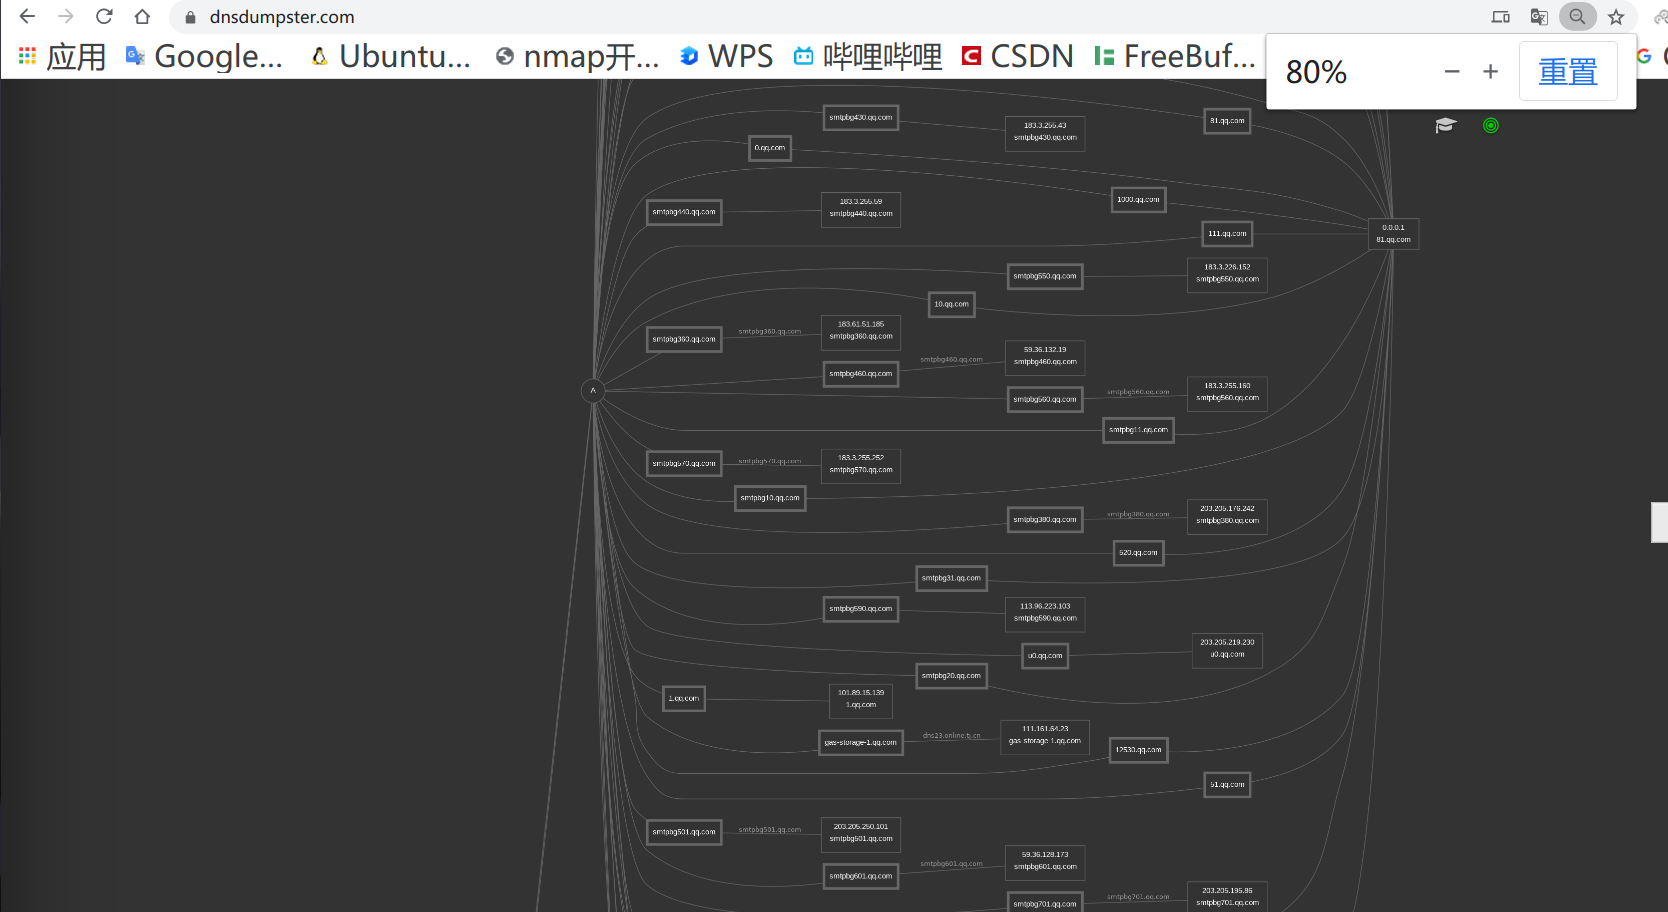 dnsdumpster.com
应用
Google...
Ubuntu...
nmap开...
WPS
哔哩哔哩
CSDN
FreeBuf...
80%
重置
smtpbg430.qq.com
183.3.255.43
smtpbg430.qq.com
81.qq.com
0.qq.com
1000.qq.com
smtpbg440.qq.com
183.3.255.59
smtpbg440.qq.com
111.qq.com
0.0.0.1
81.qq.com
smtpbg550.qq.com
183.3.226.152
smtpbg550.qq.com
10.qq.com
smtpbg360.qq.com
smtpbg360.qq.com
183.61.51.185
smtpbg360.qq.com
smtpbg460.qq.com
smtpbg460.qq.com
59.36.132.19
smtpbg460.qq.com
A
smtpbg560.qq.com
smtpbg560.qq.com
183.3.255.160
smtpbg560.qq.com
smtpbg11.qq.com
smtpbg570.qq.com
smtpbg570.qq.com
183.3.255.252
smtpbg570.qq.com
smtpbg10.qq.com
smtpbg380.qq.com
smtpbg380.qq.com
203.205.176.242
smtpbg380.qq.com
520.qq.com
smtpbg31.qq.com
smtpbg590.qq.com
113.96.223.103
smtpbg590.qq.com
u0.qq.com
203.205.219.230
u0.qq.com
smtpbg20.qq.com
1.qq.com
101.89.15.139
1.qq.com
gas-storage-1.qq.com
dns23.online.tj.cn
111.161.64.23
gas-storage-1.qq.com
12530.qq.com
51.qq.com
smtpbg501.qq.com
smtpbg501.qq.com
203.205.250.101
smtpbg501.qq.com
smtpbg601.qq.com
smtpbg601.qq.com
59.36.128.173
smtpbg601.qq.com
smtpbg701.qq.com
smtpbg701.qq.com
203.205.195.86
smtpbg701.qq.com